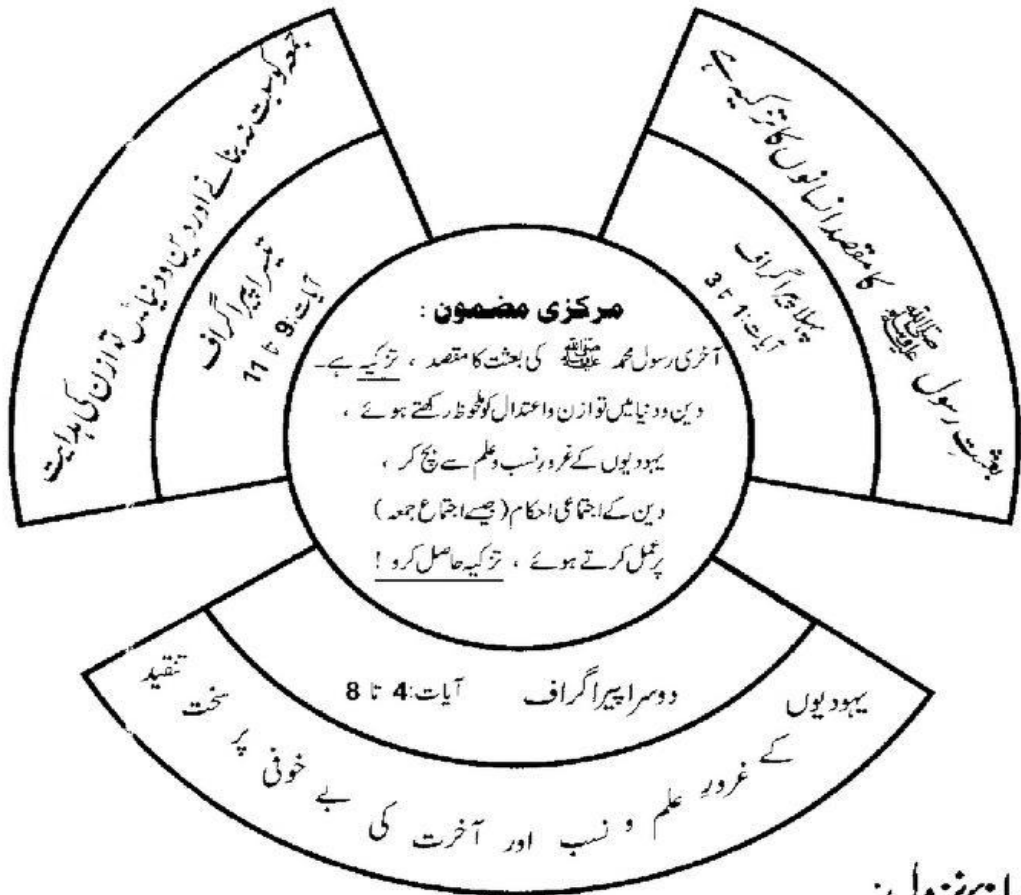 بعثتِ رسول ﷺ کا مقصد انسانوں کا تزکیہ ہے
پہلا پیراگراف
آیات: 1 تا 3
جمعہ کو سبت نہ بنانے اور دین و دنیا میں توازن کی ہدایت
تیسرا پیراگراف
آیات: 9 تا 11
مرکزی مضمون :
آخری رسول محمد ﷺ کی بعثت کا مقصد ، تزکیہ ہے۔
دین و دنیا میں توازن و اعتدال کو ملحوظ رکھتے ہوئے ،
یہودیوں کے غرورِ نسب و علم سے بچ کر ،
دین کے اجتماعی احکام (جیسے اجتماع جمعہ)
پر عمل کرتے ہوئے ، تزکیہ حاصل کرو !
دوسرا پیراگراف آیات: 4 تا 8
یہودیوں کے غرورِ علم و نسب اور آخرت کی بے خوفی پر سخت تنقید